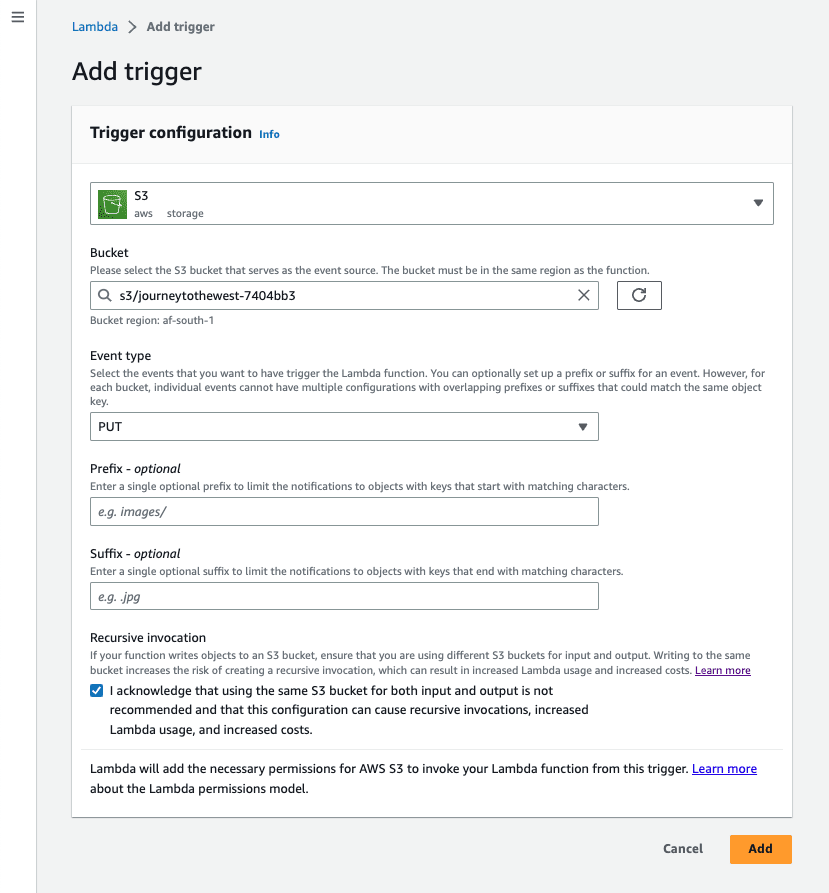 Lambda > Add trigger
Add trigger
Trigger configuration Info
S3
aws storage
Bucket
Please select the S3 bucket that serves as the event source. The bucket must be in the same region as the function.
s3/journeytothewest-7404bb3
Bucket region: af-south-1
Event type
Select the events that you want to have trigger the Lambda function. You can optionally set up a prefix or suffix for an event. However, for
each bucket, individual events cannot have multiple configurations with overlapping prefixes or suffixes that could match the same object
key.
PUT
Prefix - optional
Enter a single optional prefix to limit the notifications to objects with keys that start with matching characters.
e.g. images/
Suffix - optional
Enter a single optional suffix to limit the notifications to objects with keys that end with matching characters.
e.g. .jpg
Recursive invocation
If your function writes objects to an S3 bucket, ensure that you are using different S3 buckets for input and output. Writing to the same
bucket increases the risk of creating a recursive invocation, which can result in increased Lambda usage and increased costs. Learn more
I acknowledge that using the same S3 bucket for both input and output is not
recommended and that this configuration can cause recursive invocations, increased
Lambda usage, and increased costs.
Lambda will add the necessary permissions for AWS S3 to invoke your Lambda function from this trigger. Learn more
about the Lambda permissions model.
Cancel Add